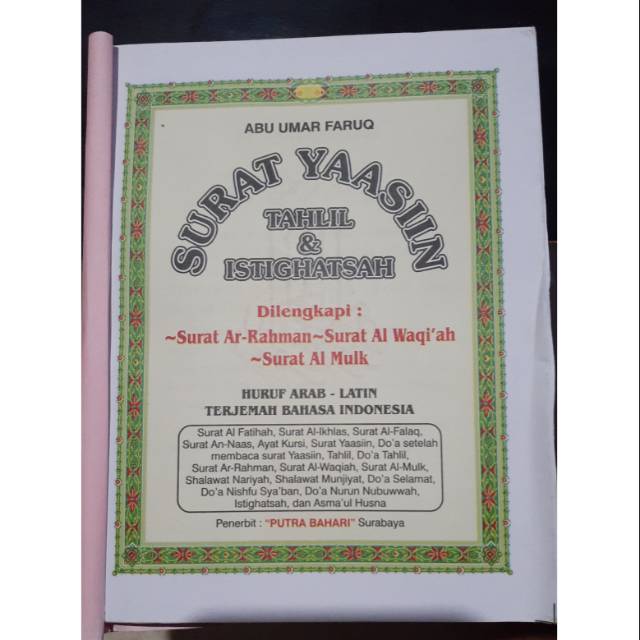 ABU UMAR FARUQ
SURAT YAASIIN
TAHLIL
&
ISTIGHATSAH
Dilengkapi :
~Surat Ar-Rahman~Surat Al Waqi'ah
~Surat Al Mulk
HURUF ARAB - LATIN
TERJEMAH BAHASA INDONESIA
Surat Al Fatihah, Surat Al-Ikhlas, Surat Al-Falaq,
Surat An-Naas, Ayat Kursi, Surat Yaasiin, Do'a setelah
membaca surat Yaasiin, Tahlil, Do'a Tahlil,
Surat Ar-Rahman, Surat Al-Waqiah, Surat Al-Mulk,
Shalawat Nariyah, Shalawat Munjiyat, Do'a Selamat,
Do'a Nishfu Sya'ban, Do'a Nurun Nubuwwah,
Istighatsah, dan Asma'ul Husna
Penerbit : "PUTRA BAHARI" Surabaya